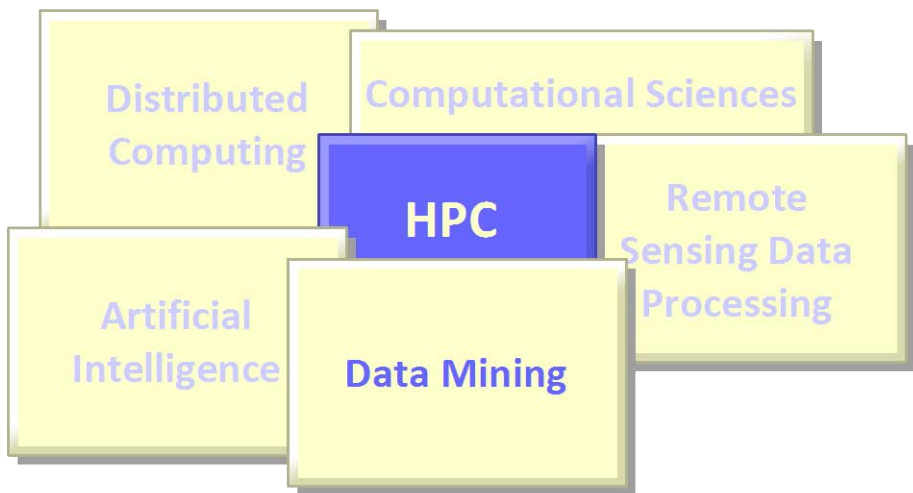 Distributed
Computing
Computational Sciences
HPC
Remote
Sensing Data
Processing
Artificial
Intelligence
Data Mining